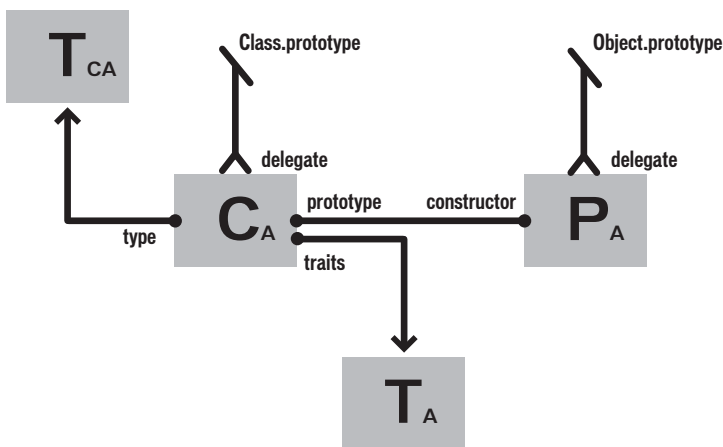 T CA
Class.prototype
Object.prototype
delegate
delegate
C A
prototype
constructor
P A
type
traits
T A